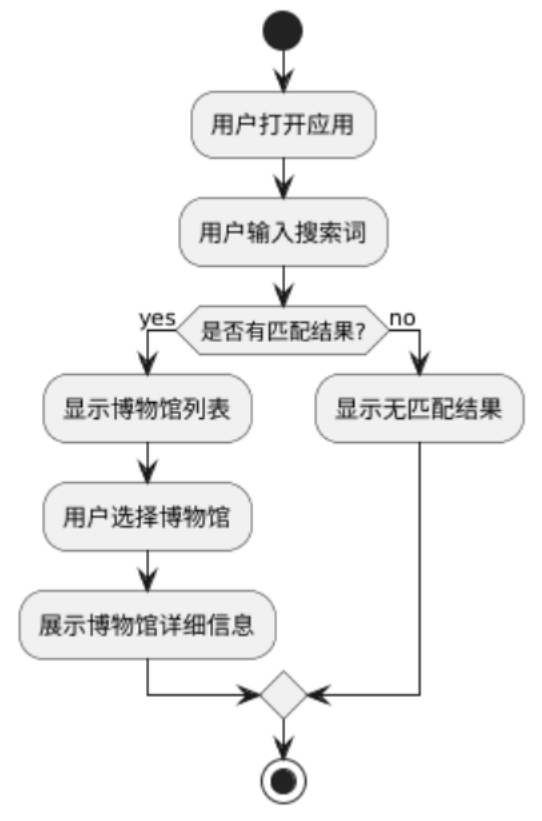 用户打开应用
用户输入搜索词
yes
是否有匹配结果?
no
显示博物馆列表
显示无匹配结果
用户选择博物馆
展示博物馆详细信息